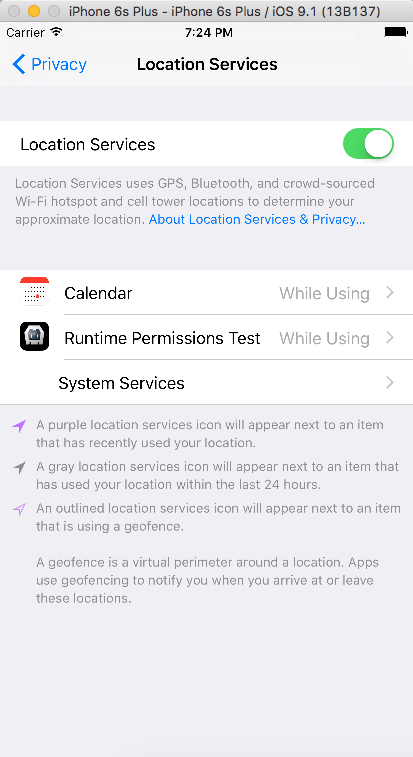 iPhone 6s Plus - iPhone 6s Plus / iOS 9.1 (13B137)
Carrier 7:24 PM
Privacy Location Services
Location Services
Location Services uses GPS, Bluetooth, and crowd-sourced
Wi-Fi hotspot and cell tower locations to determine your
approximate location. About Location Services & Privacy...
Calendar While Using
Runtime Permissions Test While Using
System Services
A purple location services icon will appear next to an item
that has recently used your location.
A gray location services icon will appear next to an item that
has used your location within the last 24 hours.
An outlined location services icon will appear next to an item
that is using a geofence.
A geofence is a virtual perimeter around a location. Apps
use geofencing to notify you when you arrive at or leave
these locations.